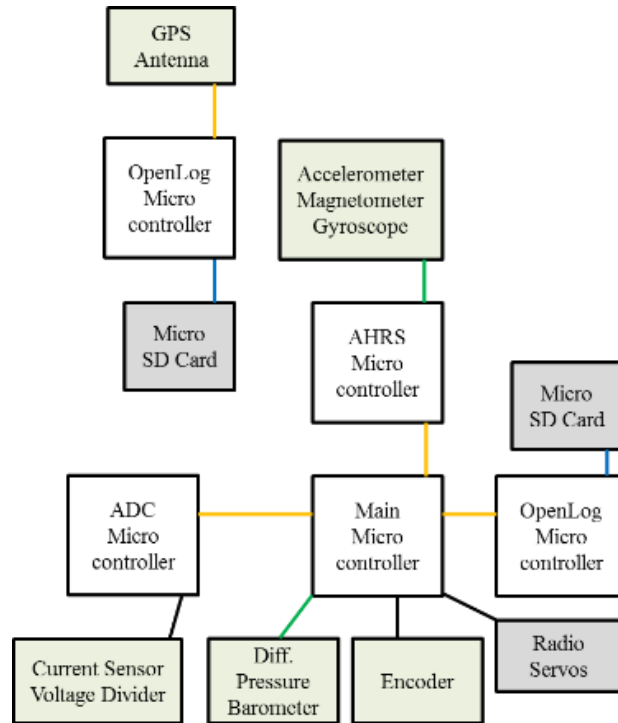 GPS
Antenna
OpenLog
Micro
controller
Accelerometer
Magnetometer
Gyroscope
Micro
SD Card
AHRS
Micro
controller
Micro
SD Card
ADC
Micro
controller
Main
Micro
controller
OpenLog
Micro
controller
Current Sensor
Voltage Divider
Diff.
Pressure
Barometer
Encoder
Radio
Servos